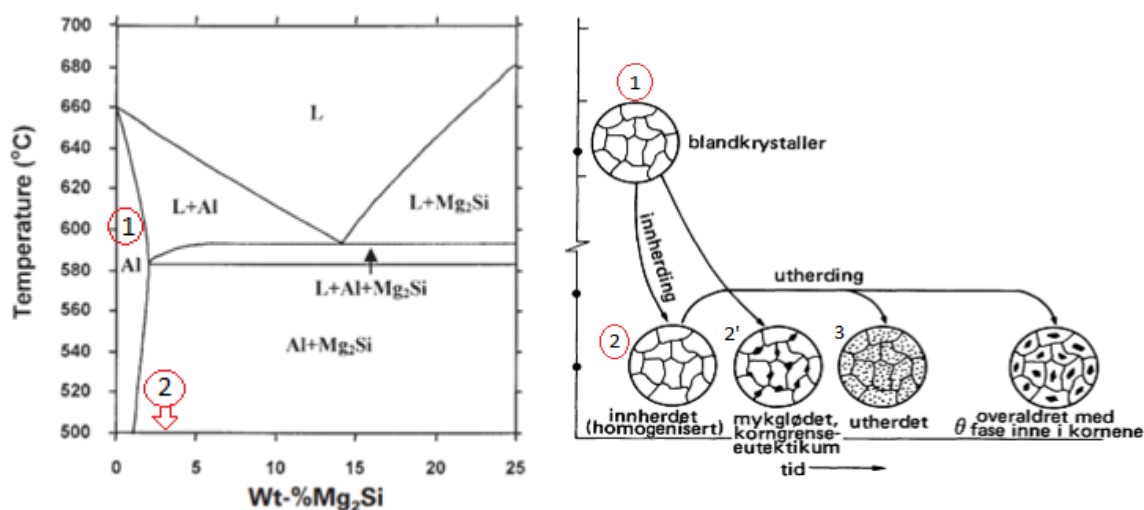 700
680
660
640
620
600
580
560
540
520
500
Temperature (°C)
0
5
10
15
20
25
Wt-%Mg₂Si
L
L+Al
L+Mg₂Si
1
Al
L+Al+Mg₂Si
Al+Mg₂Si
2
1
blandkrystaller
innherding
utherding
2
2'
3
innherdet
(homogenisert)
mykglødet,
korngrense-
eutektikum
utherdet
overaldret med
θ fase inne i kornene
tid